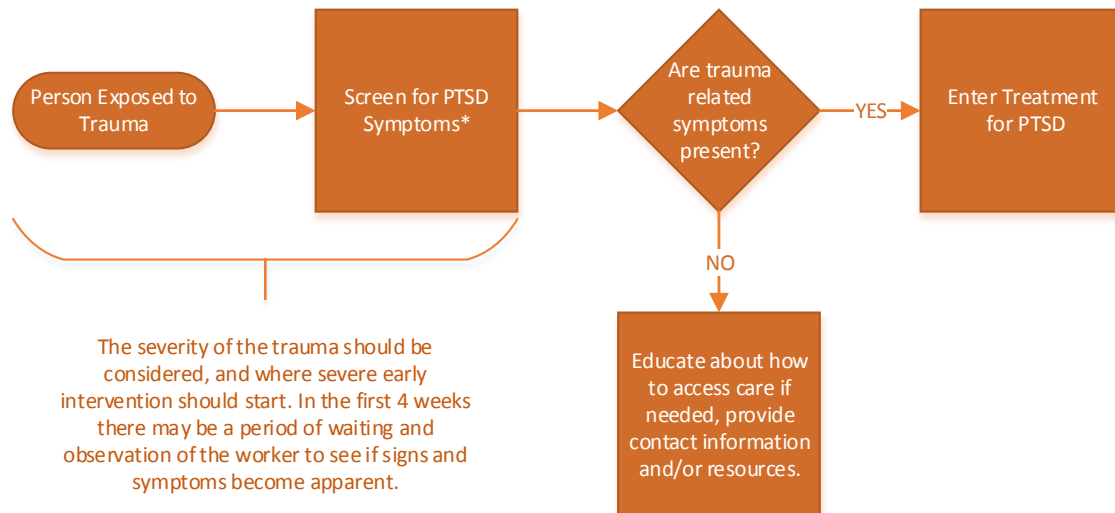 Person Exposed to
Trauma
Screen for PTSD
Symptoms*
Are trauma
related
symptoms
present?
YES
Enter Treatment
for PTSD
NO
Educate about how
to access care if
needed, provide
contact information
and/or resources.
The severity of the trauma should be
considered, and where severe early
intervention should start. In the first 4 weeks
there may be a period of waiting and
observation of the worker to see if signs and
symptoms become apparent.